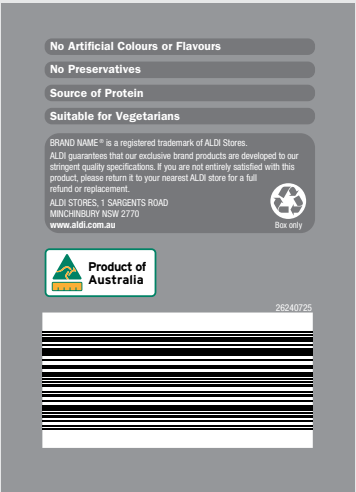 No Artificial Colours or Flavours
No Preservatives
Source of Protein
Suitable for Vegetarians
BRAND NAME® is a registered trademark of ALDI Stores.
ALDI guarantees that our exclusive brand products are developed to our
stringent quality specifications. If you are not entirely satisfied with this
product, please return it to your nearest ALDI store for a full
refund or replacement.
ALDI STORES, 1 SARGENTS ROAD
MINCHINBURY NSW 2770
www.aldi.com.au
Box only
Product of
Australia
26240725